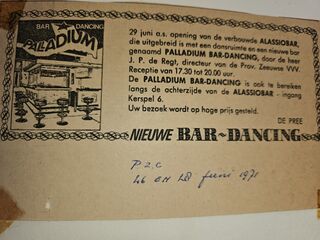 BAR DANCING
PALLADIUM
29 juni a.s. opening van de verbouwde ALASSIOBAR,
die uitgebreid is met een dansruimte en een nieuwe bar
genaamd PALLADIUM BAR-DANCING, door de heer
J. P. de Regt, directeur van de Prov. Zeeuwse VVV.
Receptie van 17.30 tot 20.00 uur.
De PALLADIUM BAR-DANCING is te bereiken
langs de achterzijde van de ALASSIOBAR - ingang
Kerspel 6.
Uw bezoek wordt op hoge prijs gesteld.
DE PREE
NIEUWE BAR-DANCING
PZC
EN juni 1971